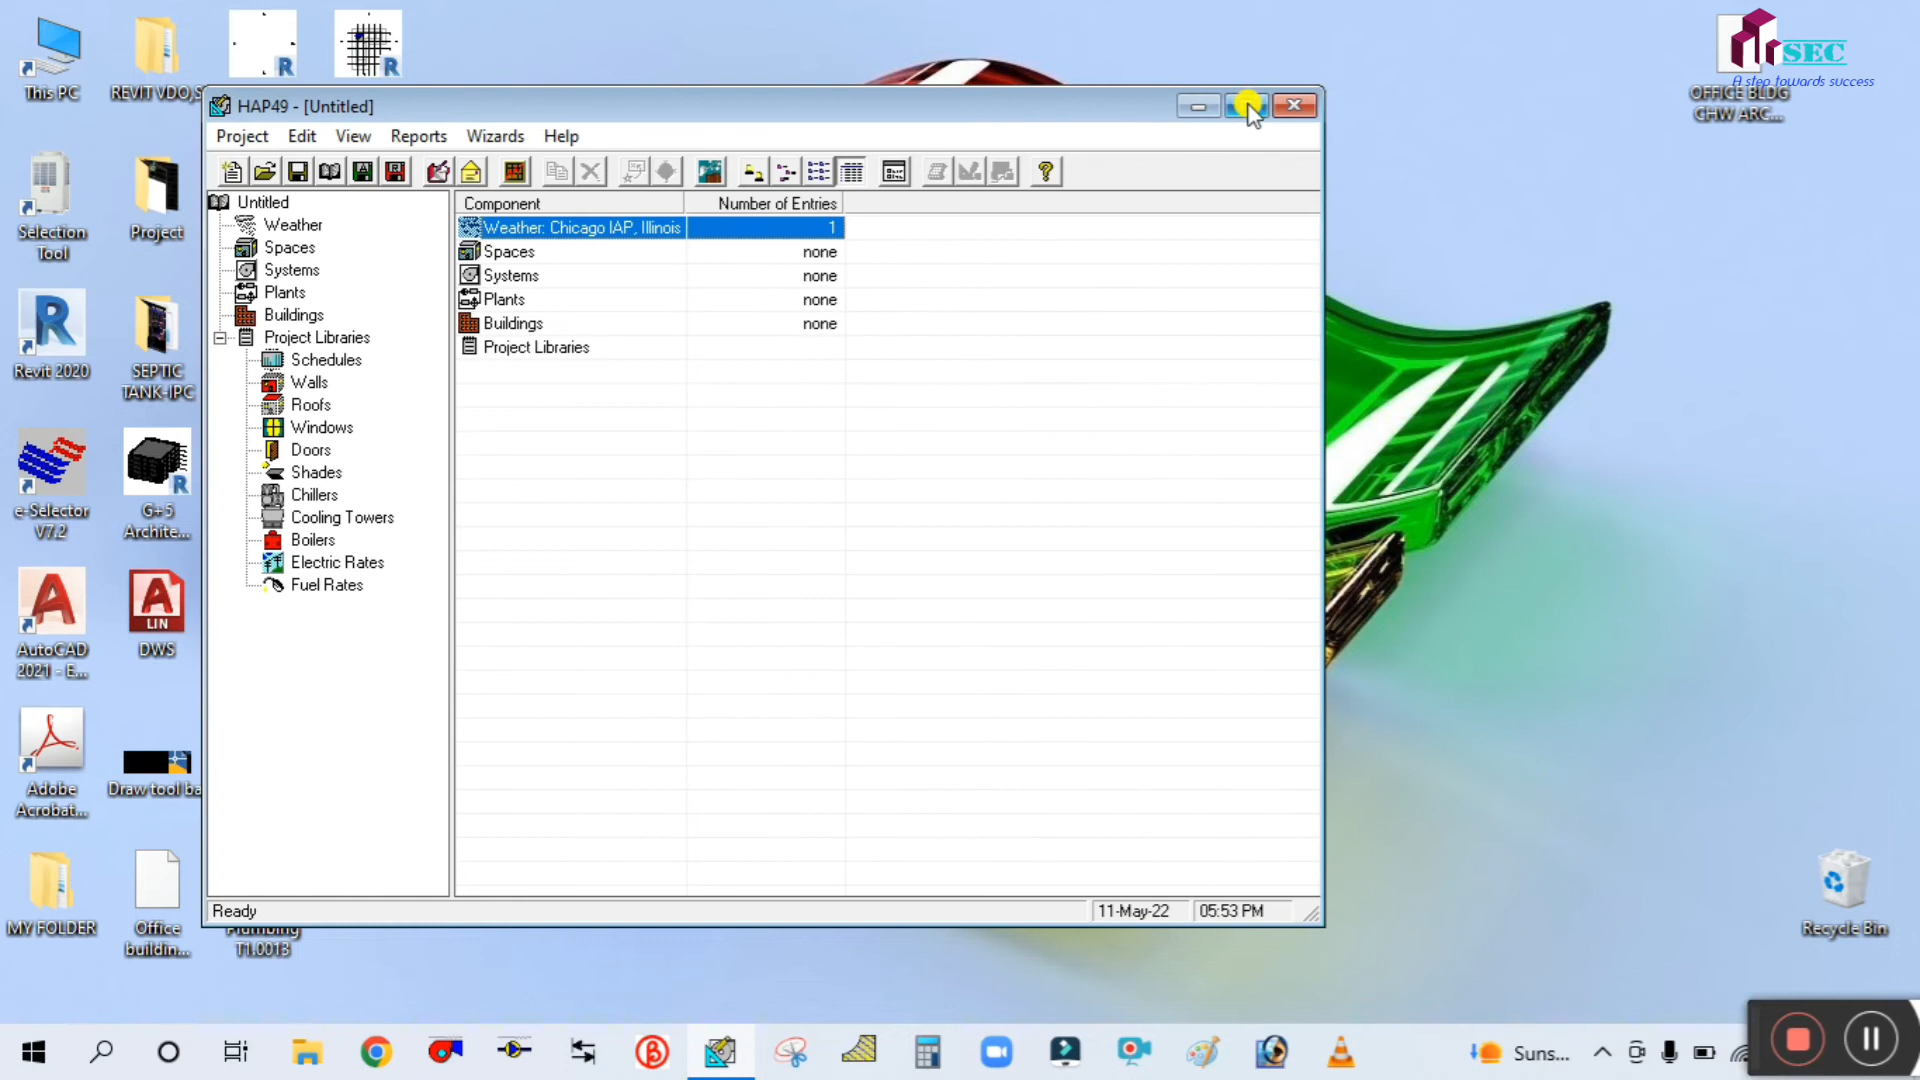 This PC
REVIT VDO,S
SEC
A step towards success
OFFICE BLDG
CHW ARC...
HAP49 - [Untitled]
Project Edit View Reports Wizards Help
Untitled
Weather
Spaces
Systems
Plants
Buildings
Project Libraries
Schedules
Walls
Roofs
Windows
Doors
Shades
Chillers
Cooling Towers
Boilers
Electric Rates
Fuel Rates
Component Number of Entries
Weather: Chicago IAP, Illinois 1
Spaces none
Systems none
Plants none
Buildings none
Project Libraries
Ready 11-May-22 05:53 PM
Selection
Tool
Project
Revit 2020
SEPTIC
TANK-IPC
e-Selector
V7.2
G+5
Archite...
AutoCAD
2021 - E...
LIN
DWS
Adobe
Acrobat...
Draw tool ba
MY FOLDER
Office
buildin...
Plumbing
T1.0013
Recycle Bin
Suns...